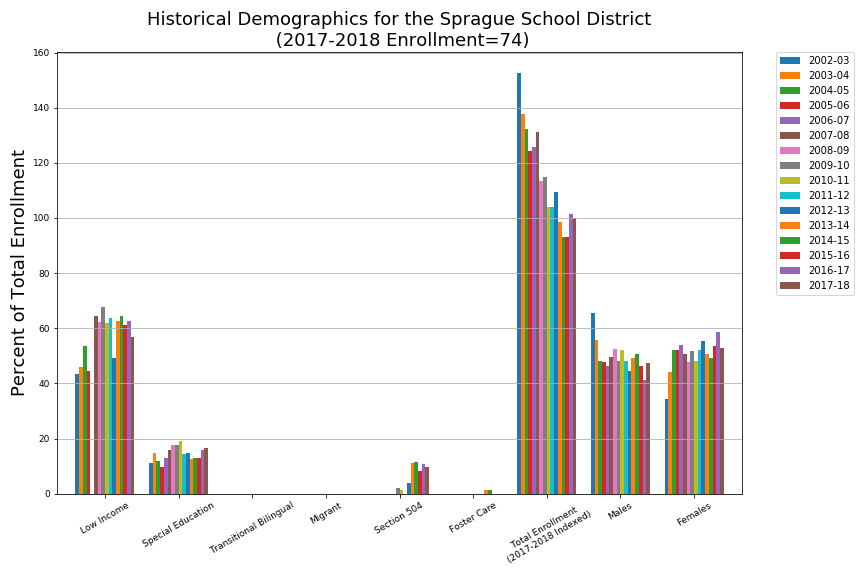 Historical Demographics for the Sprague School District
(2017-2018 Enrollment=74)
Percent of Total Enrollment
160
140
120
100
80
60
40
20
0
Low Income
Special Education
Transitional Bilingual
Migrant
Section 504
Foster Care
Total Enrollment
(2017-2018 Indexed)
Males
Females
2002-03
2003-04
2004-05
2005-06
2006-07
2007-08
2008-09
2009-10
2010-11
2011-12
2012-13
2013-14
2014-15
2015-16
2016-17
2017-18